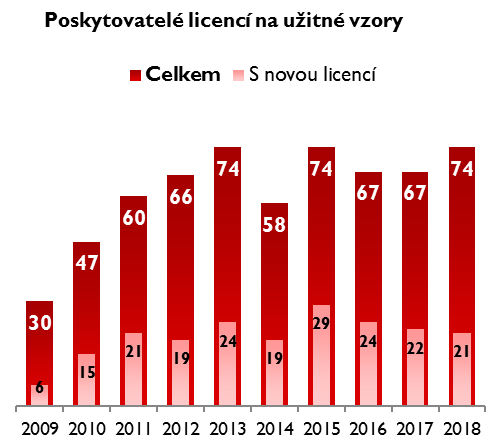 Poskytovatelé licencí na užitné vzory
Celkem S novou licencí
74 74 74
66 67 67
60 58
47
30
29
24 24
21 19 19 22 21
15
6
2009 2010 2011 2012 2013 2014 2015 2016 2017 2018